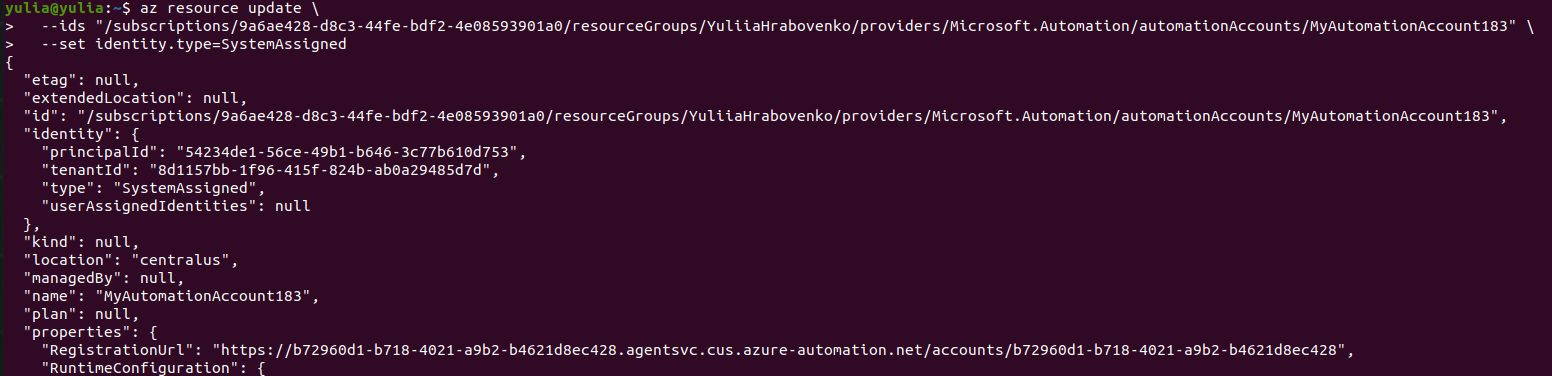 yulia@yulia:~$ az resource update \
>   --ids "/subscriptions/9a6ae428-d8c3-44fe-bdf2-4e08593901a0/resourceGroups/YuliiaHrabovenko/providers/Microsoft.Automation/automationAccounts/MyAutomationAccount183" \
>   --set identity.type=SystemAssigned
{
  "etag": null,
  "extendedLocation": null,
  "id": "/subscriptions/9a6ae428-d8c3-44fe-bdf2-4e08593901a0/resourceGroups/YuliiaHrabovenko/providers/Microsoft.Automation/automationAccounts/MyAutomationAccount183",
  "identity": {
    "principalId": "54234de1-56ce-49b1-b646-3c77b610d753",
    "tenantId": "8d1157bb-1f96-415f-824b-ab0a29485d7d",
    "type": "SystemAssigned",
    "userAssignedIdentities": null
  },
  "kind": null,
  "location": "centralus",
  "managedBy": null,
  "name": "MyAutomationAccount183",
  "plan": null,
  "properties": {
    "RegistrationUrl": "https://b72960d1-b718-4021-a9b2-b4621d8ec428.agentsvc.cus.azure-automation.net/accounts/b72960d1-b718-4021-a9b2-b4621d8ec428",
    "RuntimeConfiguration": {